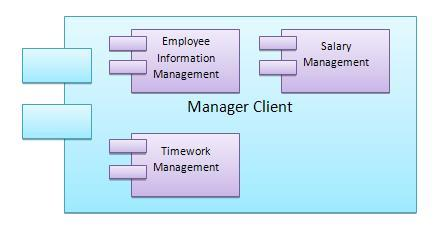 Employee
Information
Management
Salary
Management
Manager Client
Timework
Management